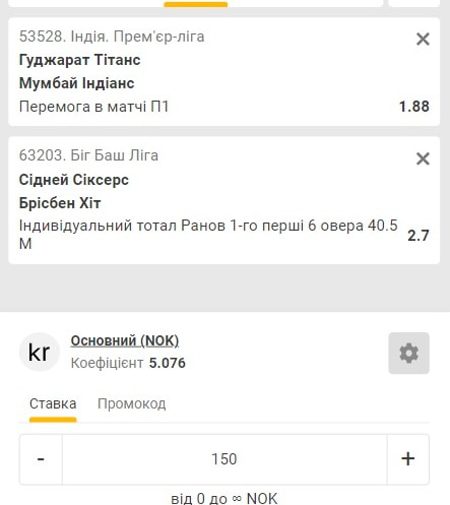 53528. Індія. Прем'єр-ліга
Гуджарат Тітанс
Мумбай Індіанс
Перемога в матчі П1 1.88
63203. Біг Баш Ліга
Сідней Сіксерс
Брісбен Хіт
Індивідуальний тотал Ранов 1-го перші 6 овера 40.5
М 2.7
kr Основний (NOK)
Коефіцієнт 5.076
Ставка Промокод
- 150 +
від 0 до ∞ NOK